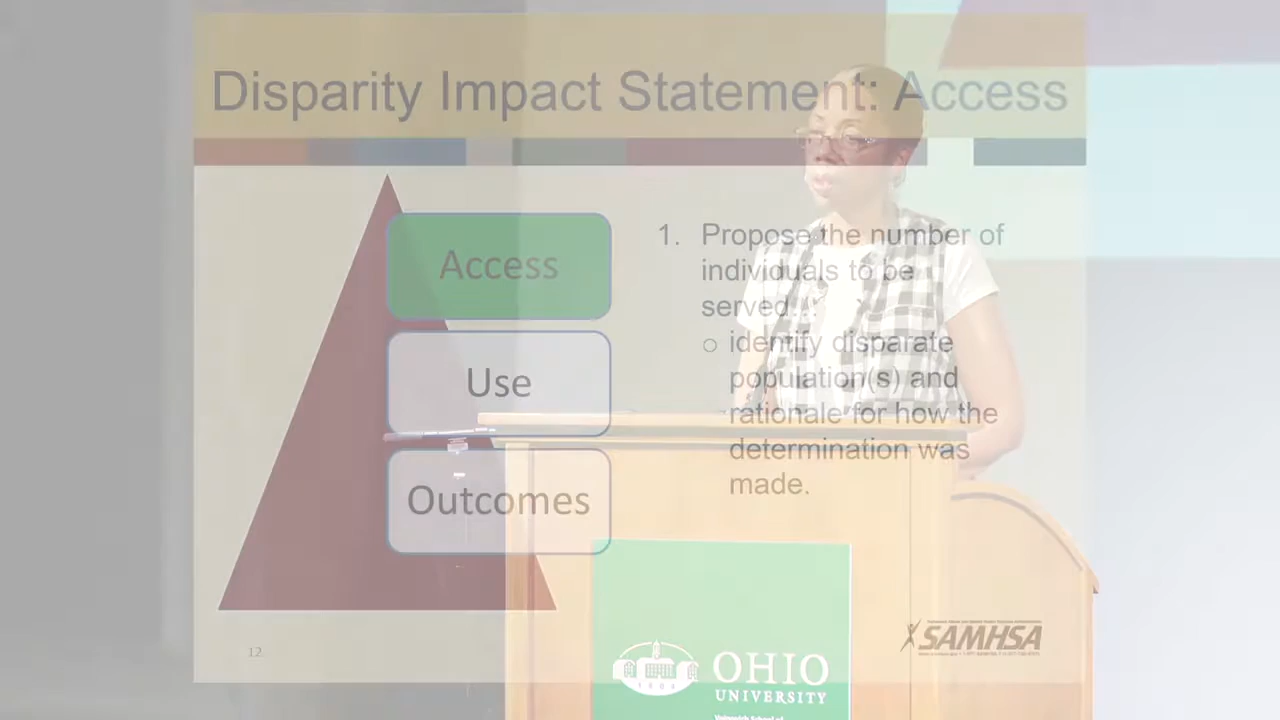 Disparity Impact Statement: Access
Access
Use
Outcomes
1. Propose the number of
individuals to be
served!!!
o identify disparate
population(s) and
rationale for how the
determination was
made.
12
SAMHSA
1804
OHIO
UNIVERSITY